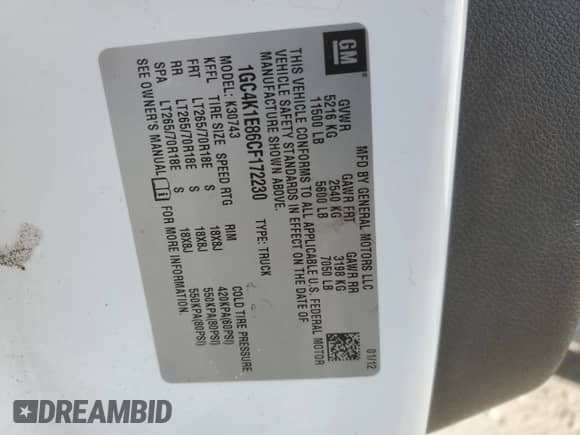 GM
MFD BY GENERAL MOTORS LLC
01/12
GVWR GAWR FRT GAWR RR
5216 KG 2540 KG 3198 KG
11500 LB 5600 LB 7050 LB
THIS VEHICLE CONFORMS TO ALL APPLICABLE U.S. FEDERAL MOTOR
VEHICLE SAFETY STANDARDS IN EFFECT ON THE DATE OF
MANUFACTURE SHOWN ABOVE.
1GC4K1E86CF172230 TYPE: TRUCK
MODEL: K30743
KFFL TIRE SIZE SPEED RTG RIM COLD TIRE PRESSURE
FRT LT265/70R18E S 18X8J 420KPA(60PSI)
RR LT265/70R18E S 18X8J 550KPA(80PSI)
SPA LT265/70R18E S 18X8J 550KPA(80PSI)
SEE OWNER'S MANUAL i FOR MORE INFORMATION.
DREAMBID